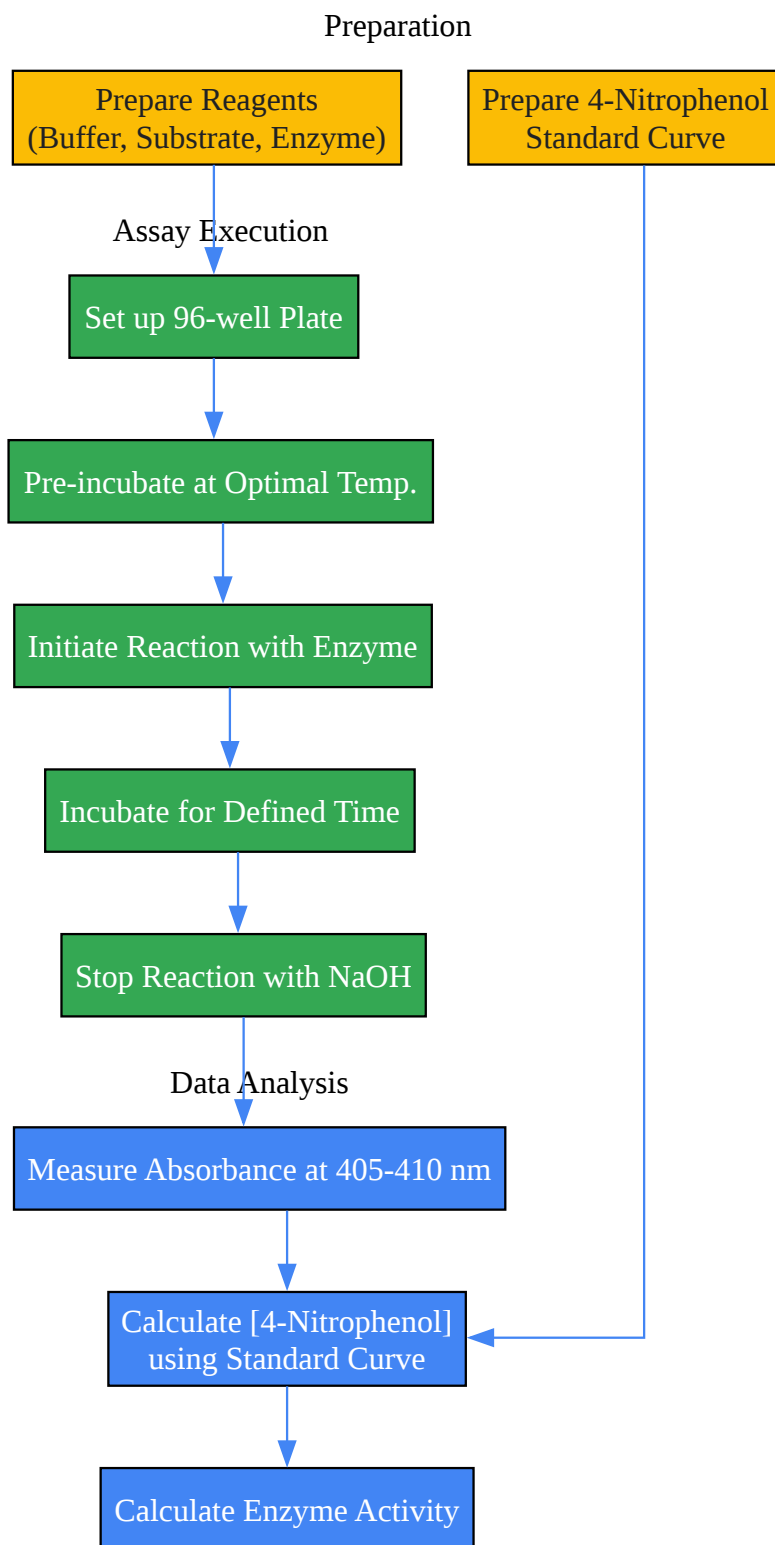 Preparation
Prepare Reagents
(Buffer, Substrate, Enzyme)
Prepare 4-Nitrophenol
Standard Curve
Assay Execution
Set up 96-well Plate
Pre-incubate at Optimal Temp.
Initiate Reaction with Enzyme
Incubate for Defined Time
Stop Reaction with NaOH
Data Analysis
Measure Absorbance at 405-410 nm
Calculate [4-Nitrophenol]
using Standard Curve
Calculate Enzyme Activity